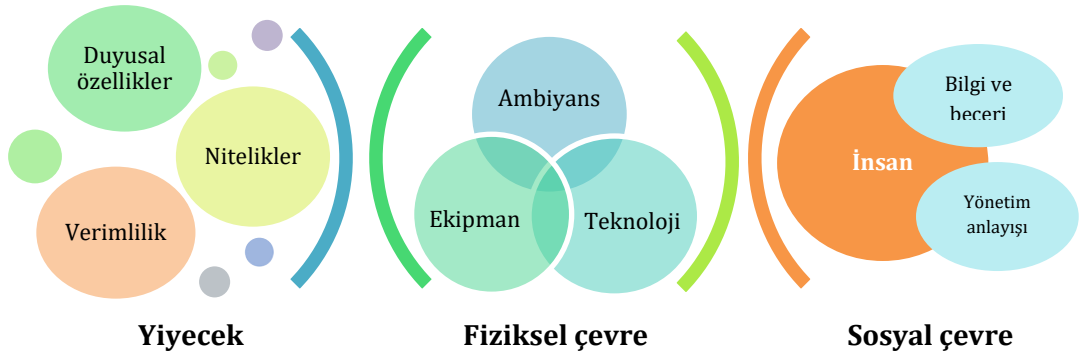 Duyusal
özellikler
Nitelikler
Verimlilik
Yiyecek
Ambiyans
Ekipman
Teknoloji
Fiziksel çevre
İnsan
Bilgi ve
beceri
Yönetim
anlayışı
Sosyal çevre